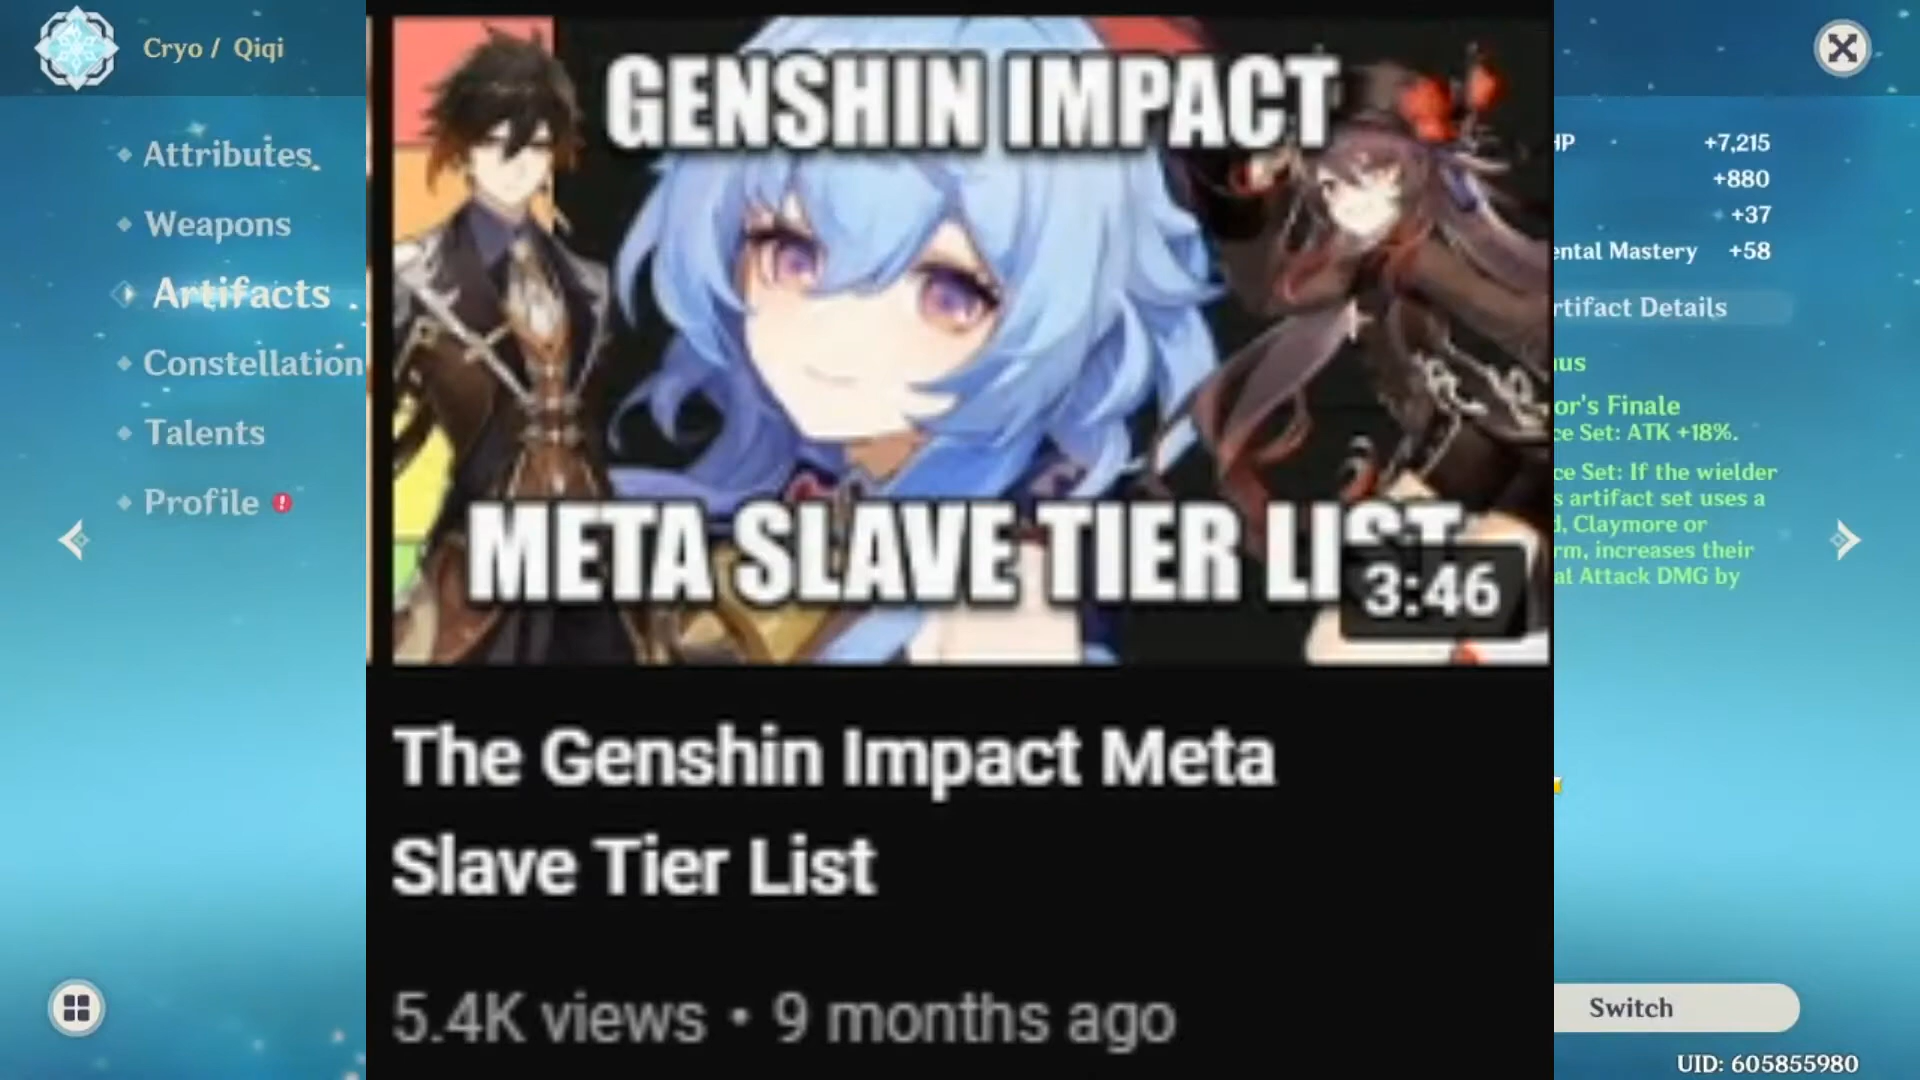 Cryo / Qiqi
Attributes
Weapons
Artifacts
Constellation
Talents
Profile
GENSHIN IMPACT
META SLAVE TIER LIST
3:46
The Genshin Impact Meta
Slave Tier List
5.4K views • 9 months ago
HP +7,215
+880
+37
ental Mastery +58
rtifact Details
nus
or's Finale
ce Set: ATK +18%.
ce Set: If the wielder
s artifact set uses a
d, Claymore or
rm, increases their
al Attack DMG by
Switch
UID: 605855980